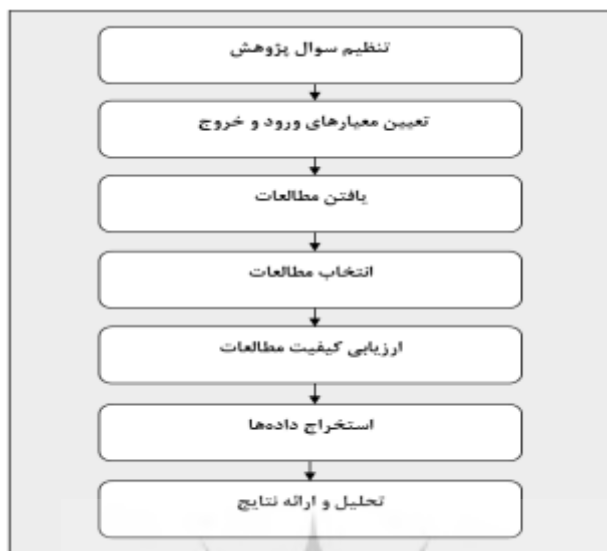 تنظیم سوال پژوهش
تعیین معیارهای ورود و خروج
یافتن مطالعات
انتخاب مطالعات
ارزیابی کیفیت مطالعات
استخراج داده‌ها
تحلیل و ارائه نتایج